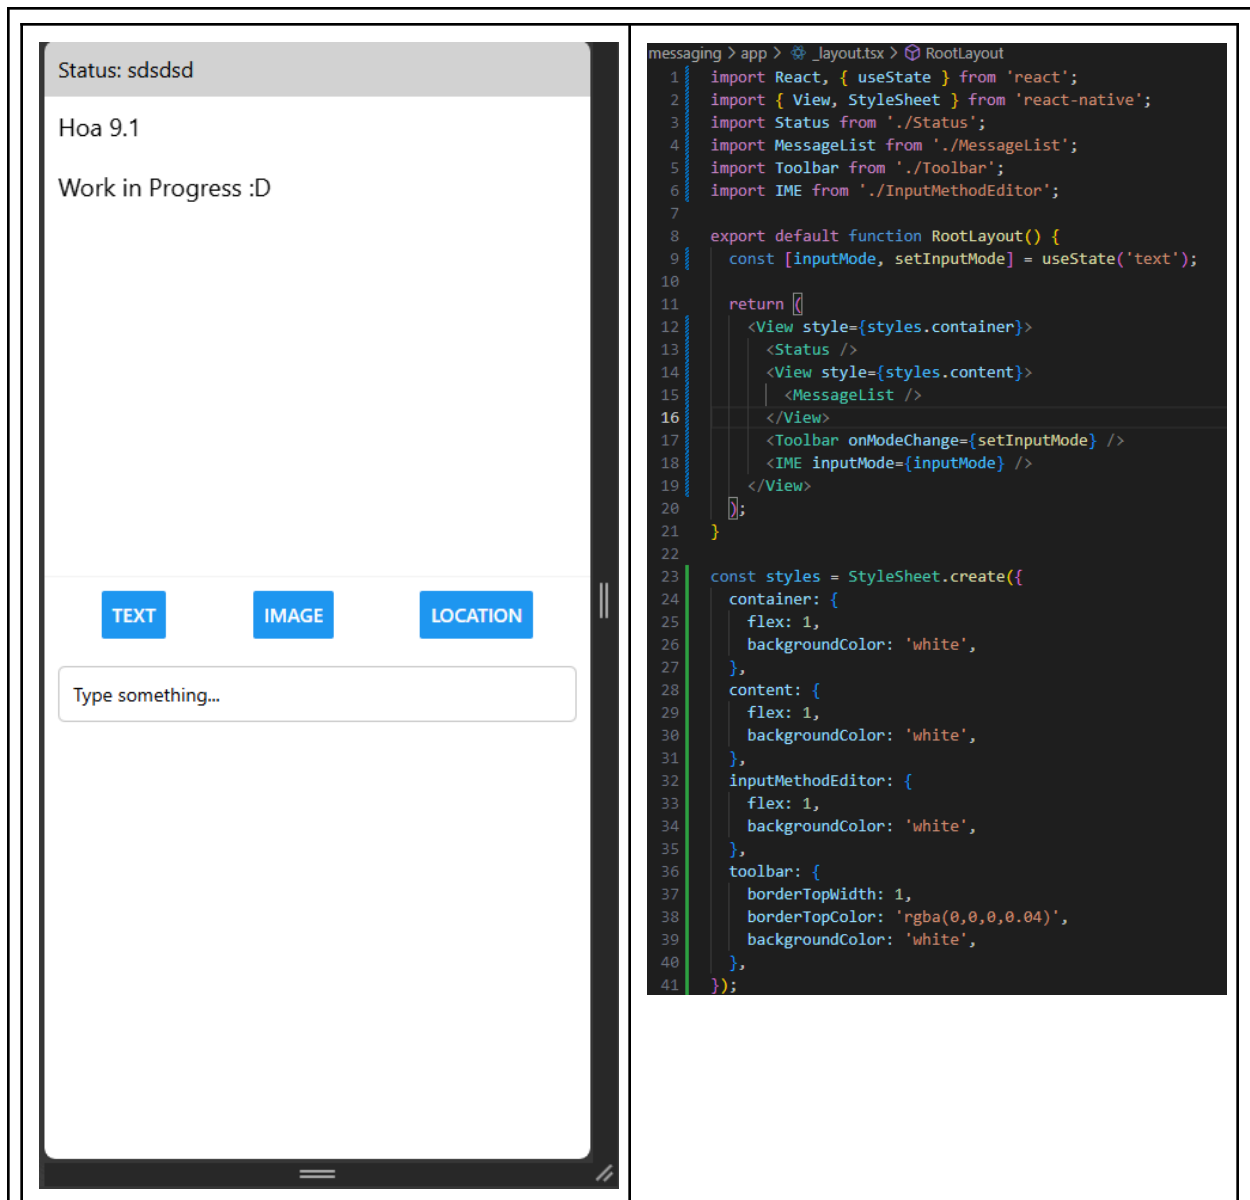 Status: sdsdsd
Hoa 9.1
Work in Progress :D
TEXT IMAGE LOCATION
Type something...
messaging > app > _layout.tsx > RootLayout
1 import React, { useState } from 'react';
2 import { View, StyleSheet } from 'react-native';
3 import Status from './Status';
4 import MessageList from './MessageList';
5 import Toolbar from './Toolbar';
6 import IME from './InputMethodEditor';
7
8 export default function RootLayout() {
9   const [inputMode, setInputMode] = useState('text');
10
11   return (
12     <View style={styles.container}>
13       <Status />
14       <View style={styles.content}>
15         <MessageList />
16       </View>
17       <Toolbar onModeChange={setInputMode} />
18       <IME inputMode={inputMode} />
19     </View>
20   );
21 }
22
23 const styles = StyleSheet.create({
24   container: {
25     flex: 1,
26     backgroundColor: 'white',
27   },
28   content: {
29     flex: 1,
30     backgroundColor: 'white',
31   },
32   inputMethodEditor: {
33     flex: 1,
34     backgroundColor: 'white',
35   },
36   toolbar: {
37     borderTopWidth: 1,
38     borderTopColor: 'rgba(0,0,0,0.04)',
39     backgroundColor: 'white',
40   },
41 });